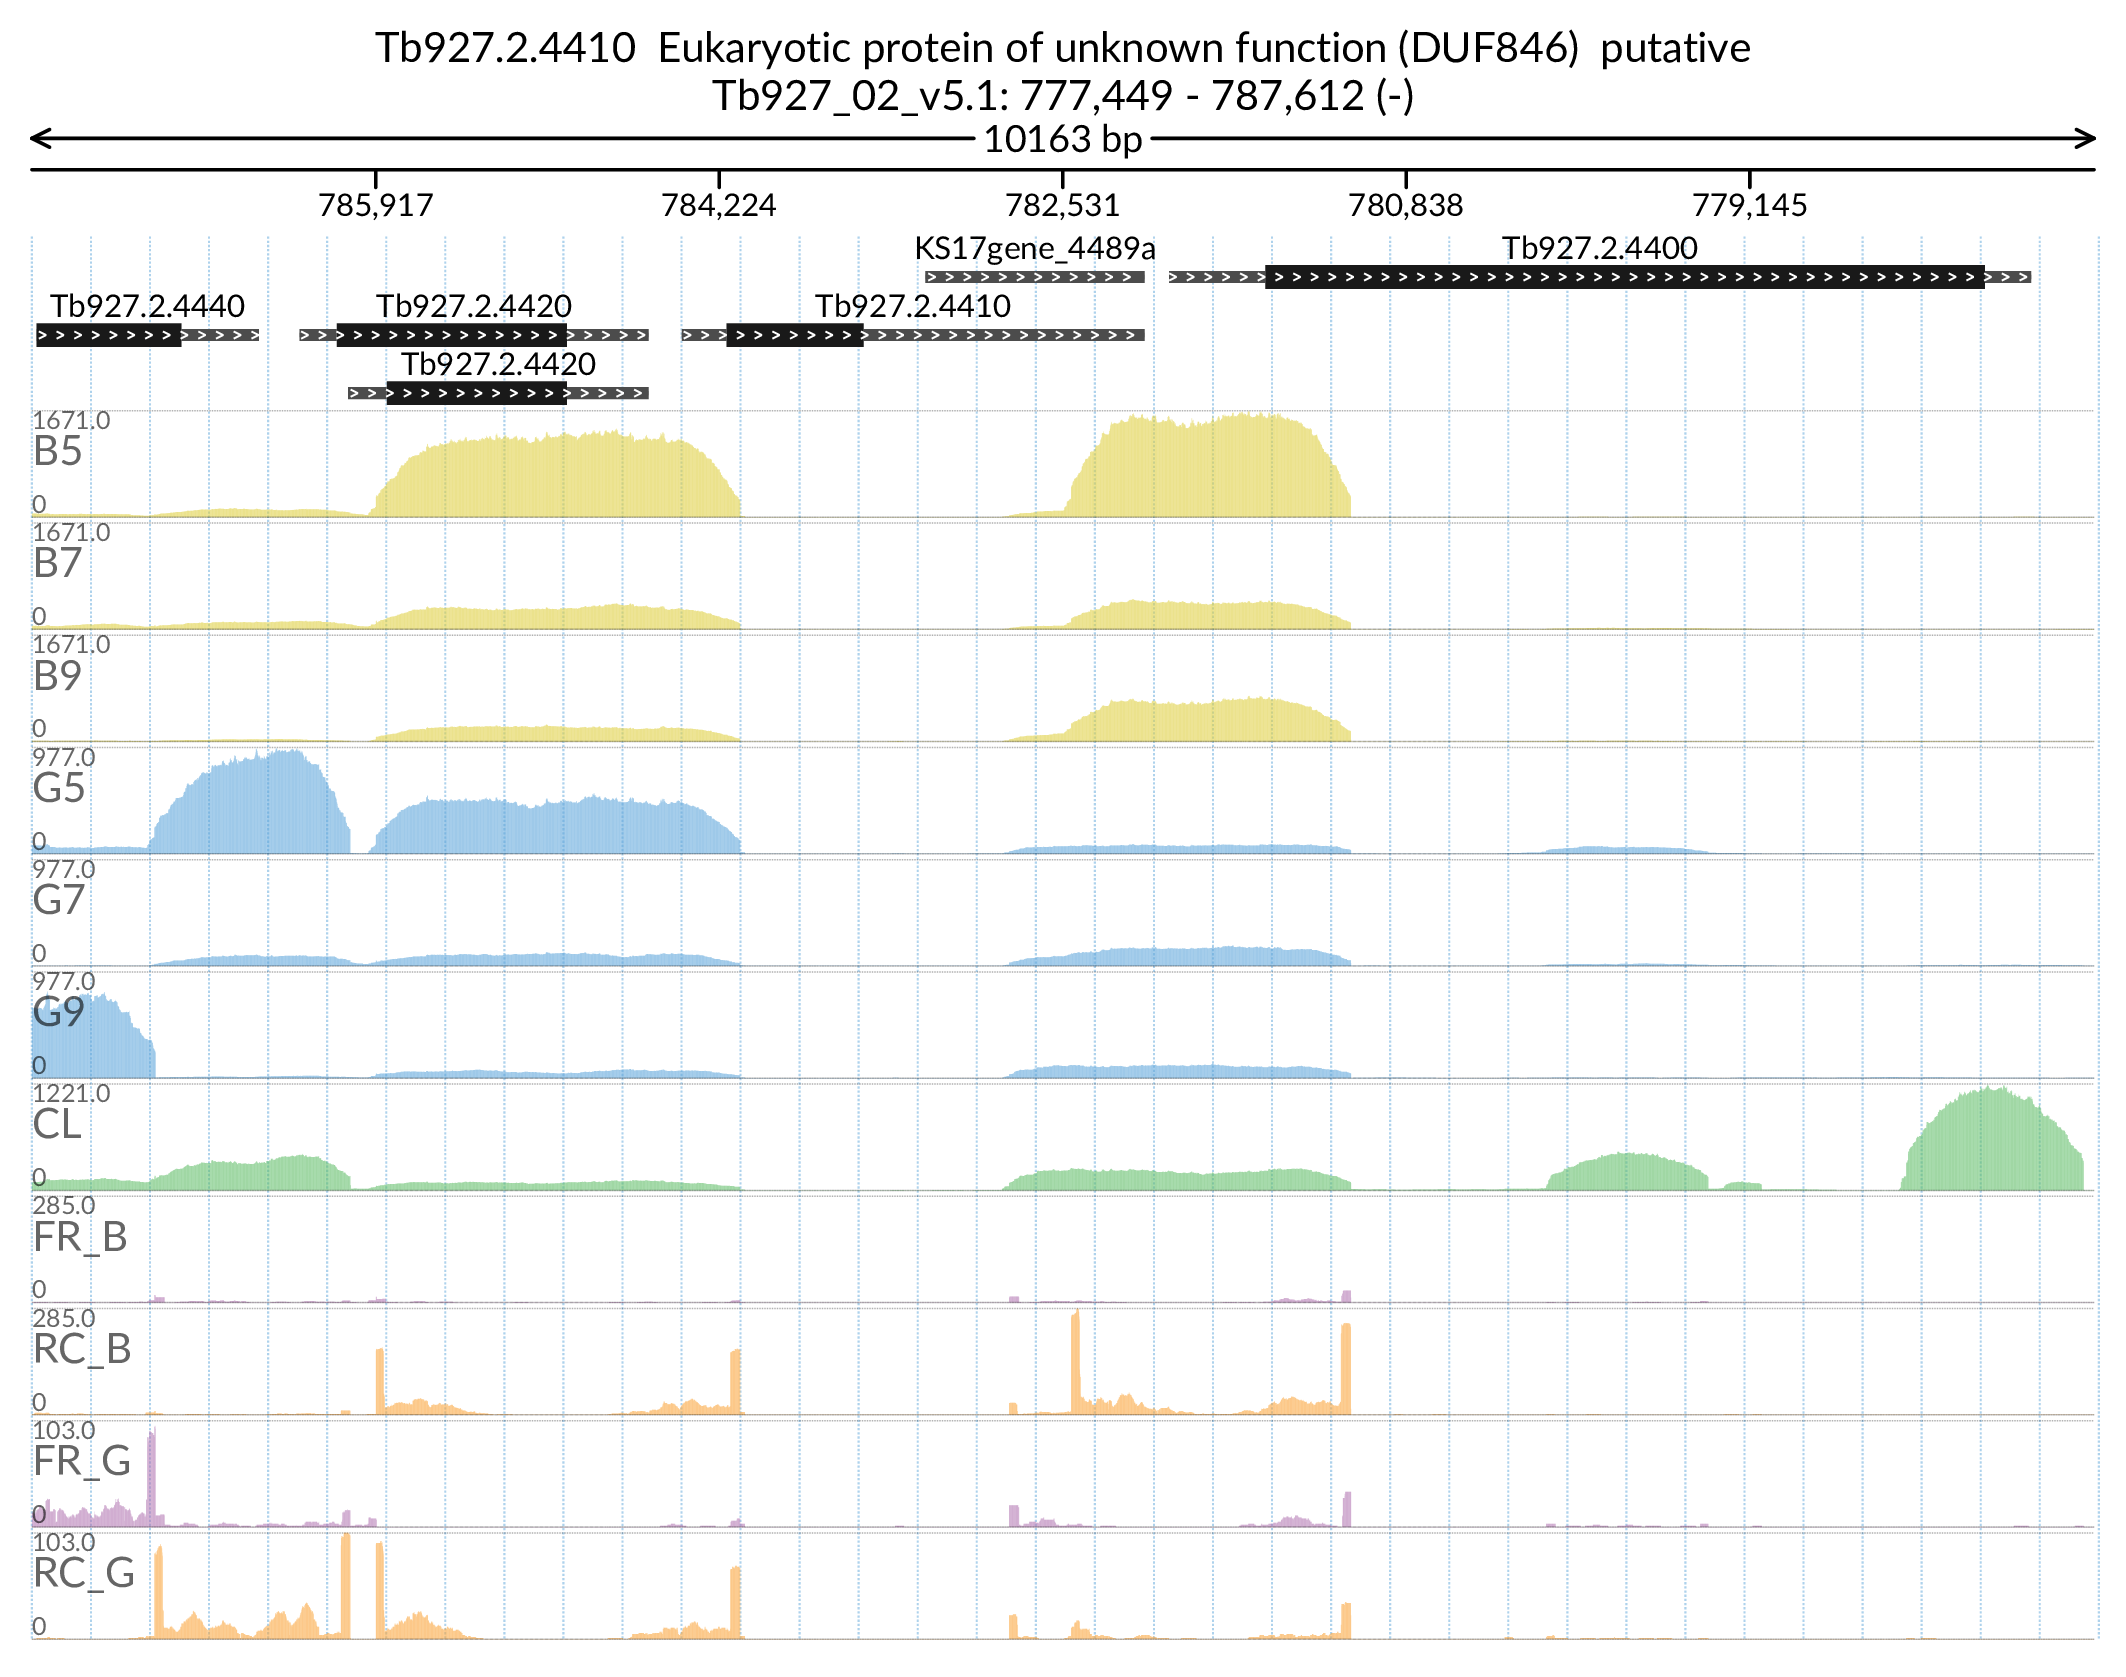 Tb927.2.4410  Eukaryotic protein of unknown function (DUF846)  putative
Tb927_02_v5.1: 777,449 - 787,612 (-)
10163 bp
785,917 784,224 782,531 780,838 779,145
KS17gene_4489a Tb927.2.4400
Tb927.2.4440 Tb927.2.4420 Tb927.2.4410
Tb927.2.4420
1671.0
B5
0
1671.0
B7
0
1671.0
B9
0
977.0
G5
0
977.0
G7
0
977.0
G9
0
1221.0
CL
0
285.0
FR_B
0
285.0
RC_B
0
103.0
FR_G
0
103.0
RC_G
0